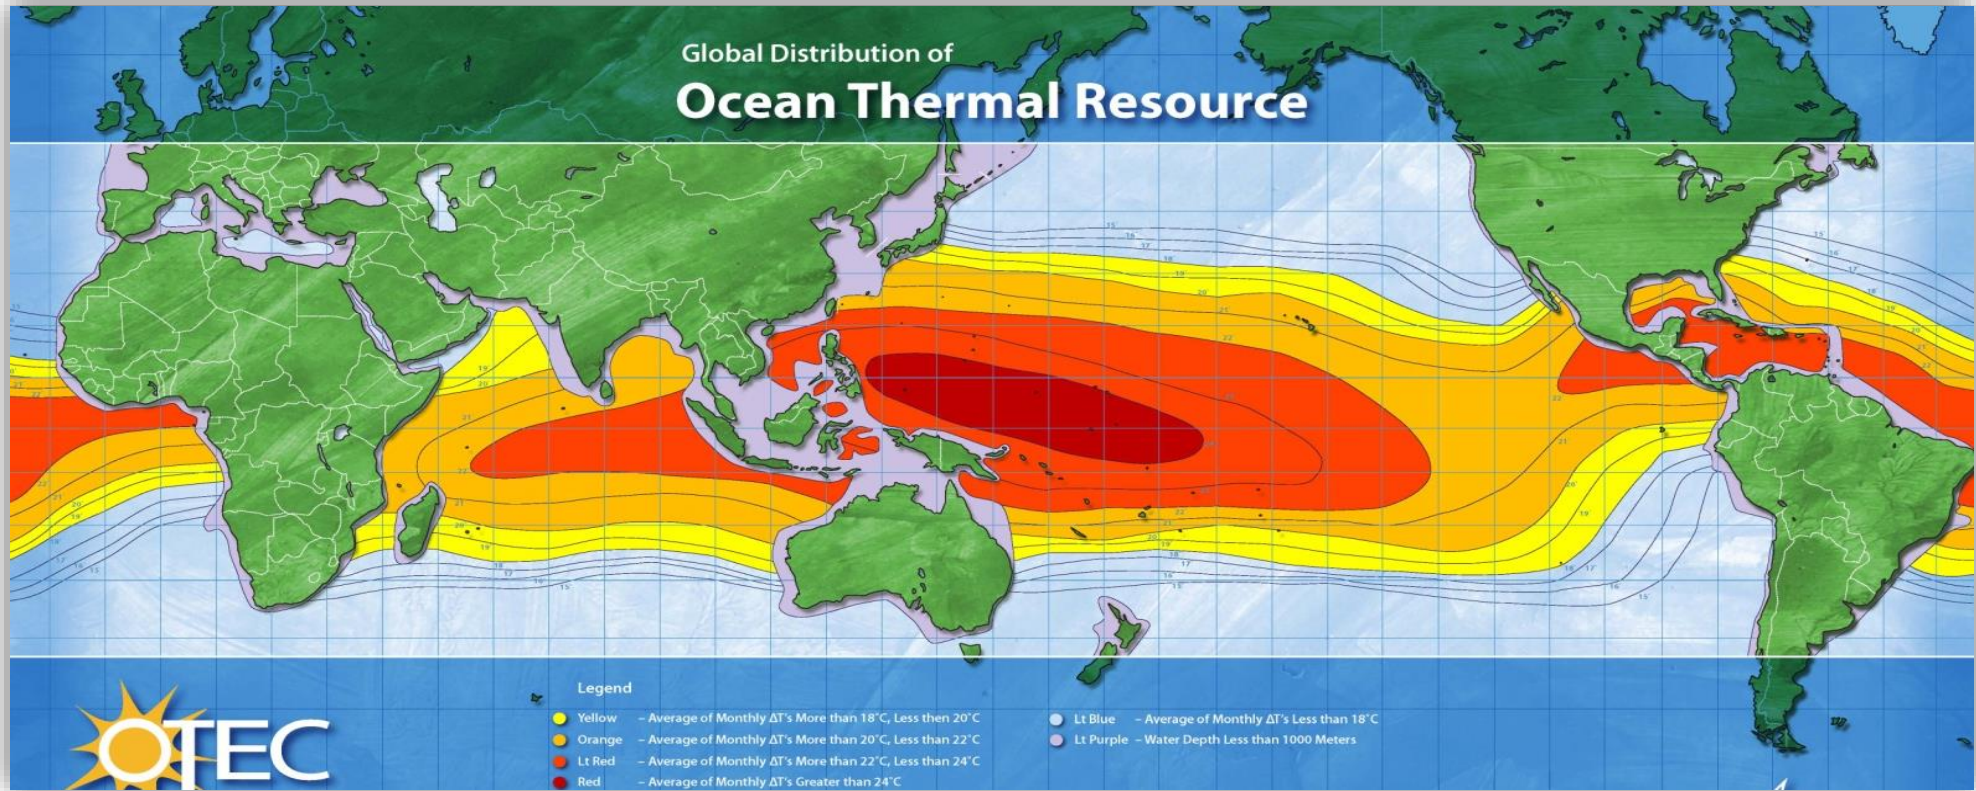 Global Distribution of
Ocean Thermal Resource
OTEC
Legend
Yellow – Average of Monthly ΔT's More than 18°C, Less then 20°C
Orange – Average of Monthly ΔT's More than 20°C, Less than 22°C
Lt Red – Average of Monthly ΔT's More than 22°C, Less than 24°C
Red – Average of Monthly ΔT's Greater than 24°C
Lt Blue – Average of Monthly ΔT's Less than 18°C
Lt Purple – Water Depth Less than 1000 Meters